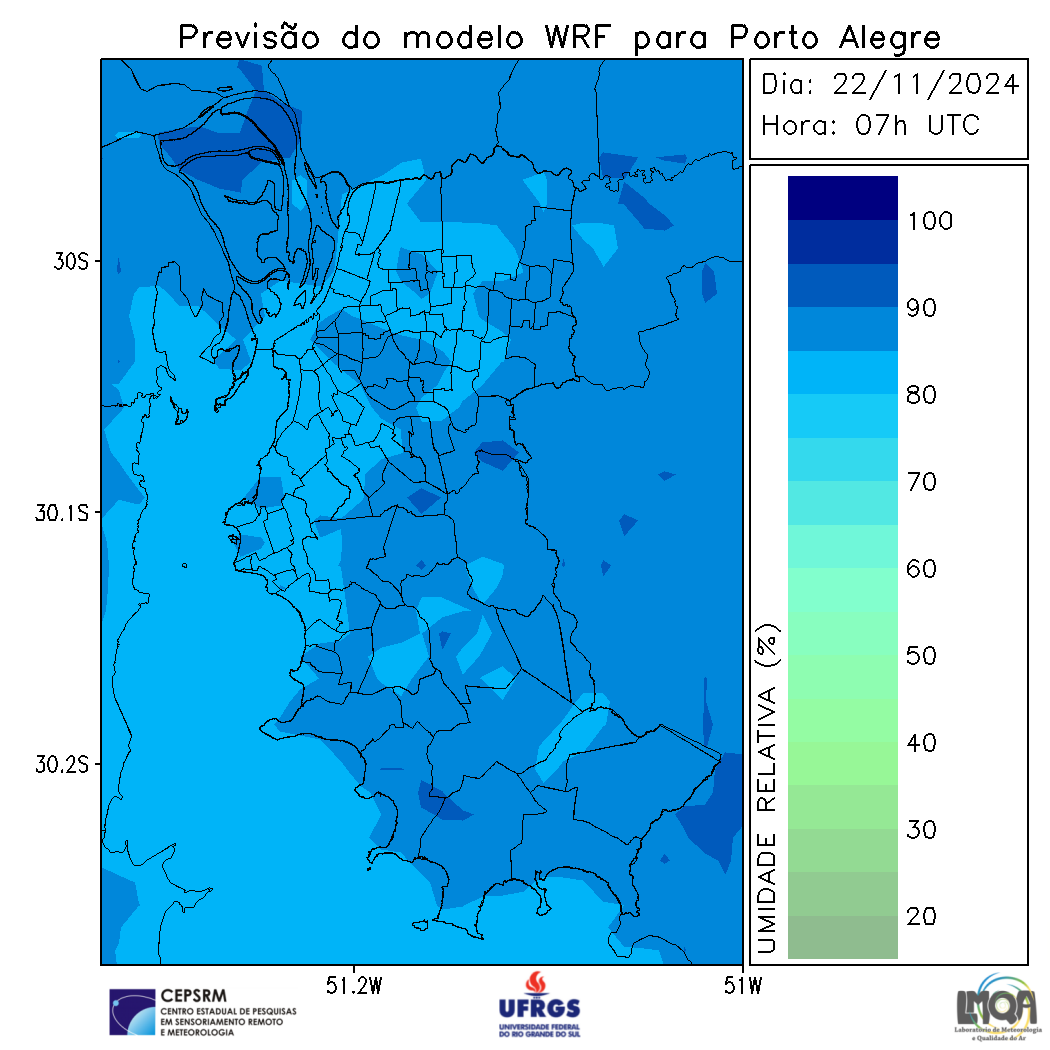 Previsão do modelo WRF para Porto Alegre
Dia: 22/11/2024
Hora: 07h UTC
30S
30.1S
30.2S
51.2W
51W
100
90
80
70
60
50
40
30
20
UMIDADE RELATIVA (%)
CEPSRM
CENTRO ESTADUAL DE PESQUISAS
EM SENSORIAMENTO REMOTO
E METEOROLOGIA
UFRGS
UNIVERSIDADE FEDERAL
DO RIO GRANDE DO SUL
LMQA
Laboratório de Meteorologia
e Qualidade do Ar